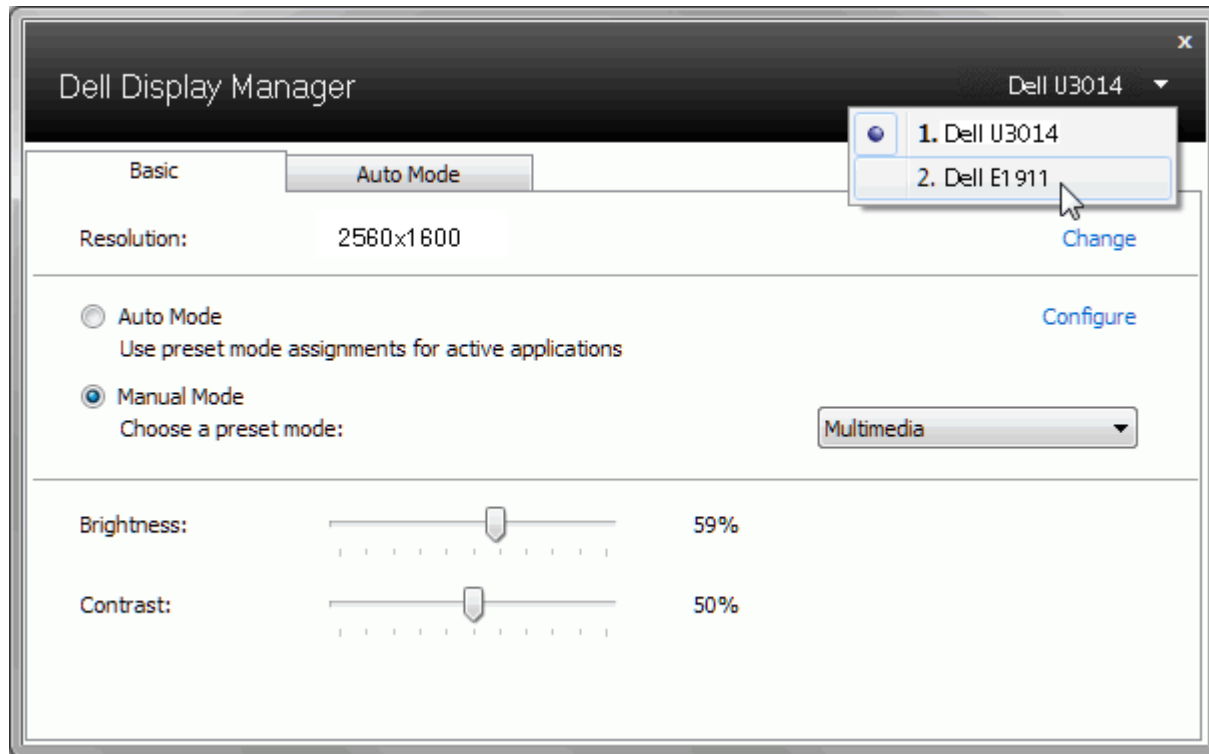 x
Dell Display Manager Dell U3014
1. Dell U3014
2. Dell E1911
Basic Auto Mode
Resolution: 2560x1600 Change
Auto Mode Configure
Use preset mode assignments for active applications
Manual Mode
Choose a preset mode: Multimedia
Brightness: 59%
Contrast: 50%